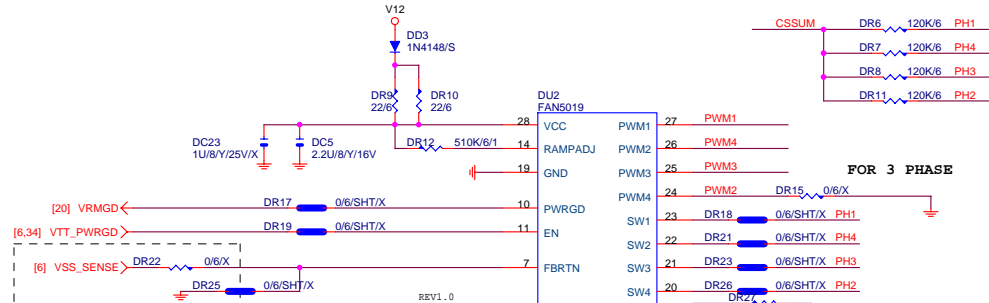 V12
DD3
1N4148/S
CSSUM DR6 120K/6 PH1
DR7 120K/6 PH4
DR8 120K/6 PH3
DR11 120K/6 PH2
DR9
22/6
DR10
22/6
DU2
FAN5019
DC23
1U/8/Y/25V/X
DC5
2.2U/8/Y/16V
DR12 510K/6/1
28 VCC PWM1 27 PWM1
14 RAMPADJ PWM2 26 PWM4
19 GND PWM3 25 PWM3
FOR 3 PHASE
PWM4 24 PWM2 DR15 0/6/X
[20] VRMGD DR17 0/6/SHT/X 10 PWRGD
SW1 23 DR18 0/6/SHT/X PH1
[6,34] VTT_PWRGD DR19 0/6/SHT/X 11 EN
SW2 22 DR21 0/6/SHT/X PH4
[6] VSS_SENSE DR22 0/6/X 7 FBRTN
SW3 21 DR23 0/6/SHT/X PH3
DR25 0/6/SHT/X
SW4 20 DR26 0/6/SHT/X PH2
REV1.0
DR27